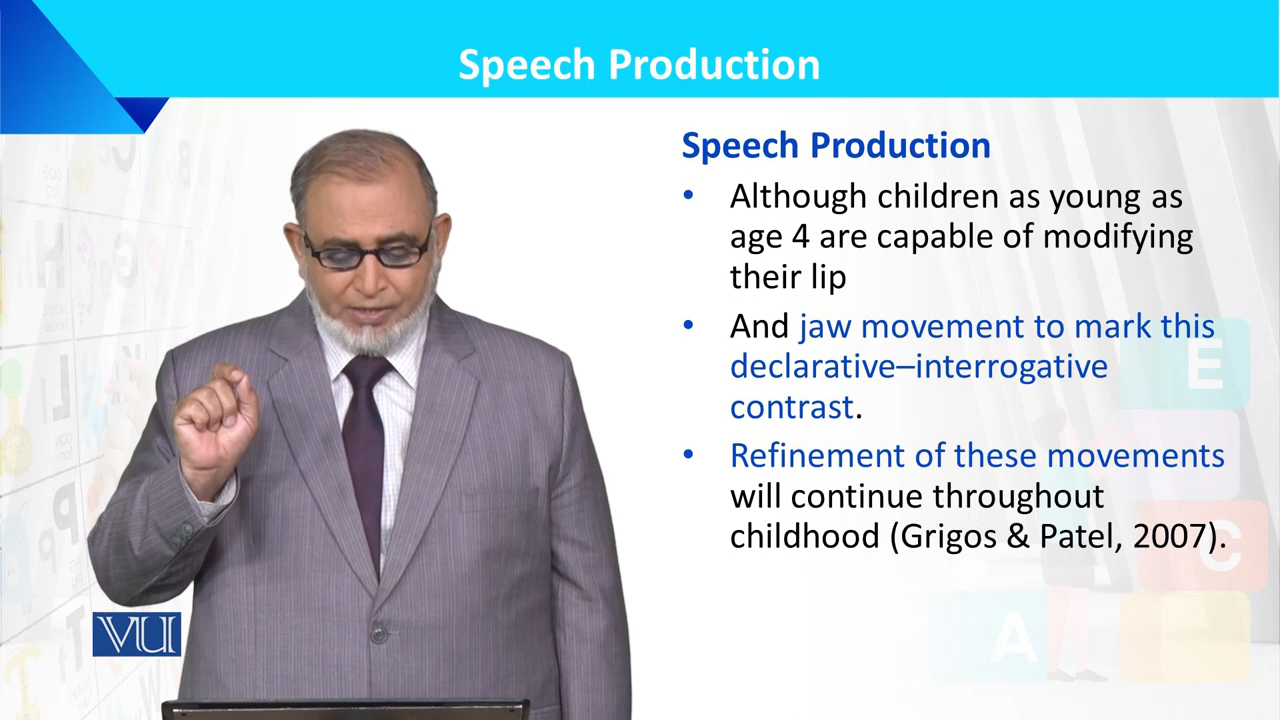 Speech Production
Speech Production
• Although children as young as
age 4 are capable of modifying
their lip
• And jaw movement to mark this
declarative–interrogative
contrast.
• Refinement of these movements
will continue throughout
childhood (Grigos & Patel, 2007).
VU
E
C
A